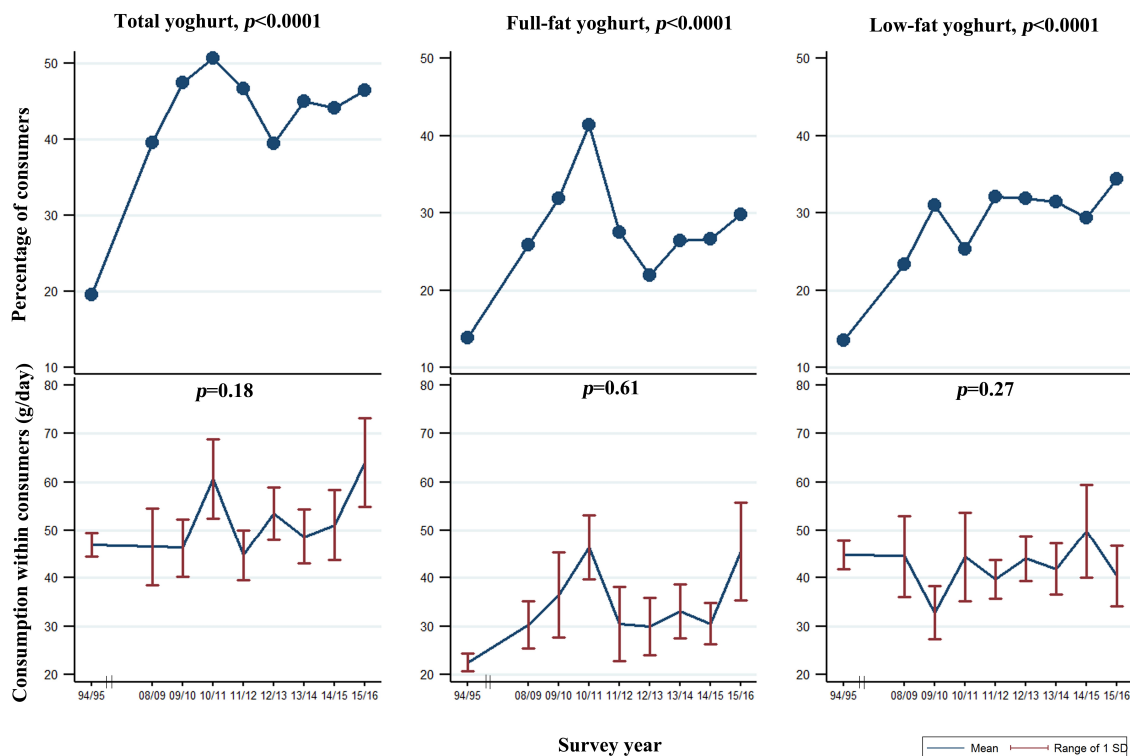 Total yoghurt, p<0.0001
Full-fat yoghurt, p<0.0001
Low-fat yoghurt, p<0.0001
Percentage of consumers
50
40
30
20
10
50
40
30
20
10
50
40
30
20
10
p=0.18
p=0.61
p=0.27
Consumption within consumers (g/day)
80
70
60
50
40
30
20
80
70
60
50
40
30
20
80
70
60
50
40
30
20
94/95 08/09 09/10 10/11 11/12 12/13 13/14 14/15 15/16
94/95 08/09 09/10 10/11 11/12 12/13 13/14 14/15 15/16
94/95 08/09 09/10 10/11 11/12 12/13 13/14 14/15 15/16
Survey year
Mean Range of 1 SD